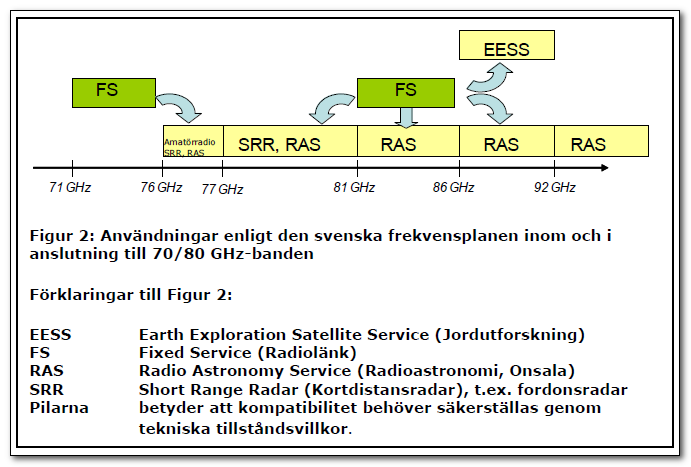 EESS
FS
FS
Amatörradio
SRR, RAS
SRR, RAS
RAS
RAS
RAS
71 GHz
76 GHz
77 GHz
81 GHz
86 GHz
92 GHz
Figur 2: Användningar enligt den svenska frekvensplanen inom och i
anslutning till 70/80 GHz-banden
Förklaringar till Figur 2:
EESS Earth Exploration Satellite Service (Jordutforskning)
FS Fixed Service (Radiolänk)
RAS Radio Astronomy Service (Radioastronomi, Onsala)
SRR Short Range Radar (Kortdistansradar), t.ex. fordonsradar
Pilarna betyder att kompatibilitet behöver säkerställas genom
tekniska tillståndsvillkor.